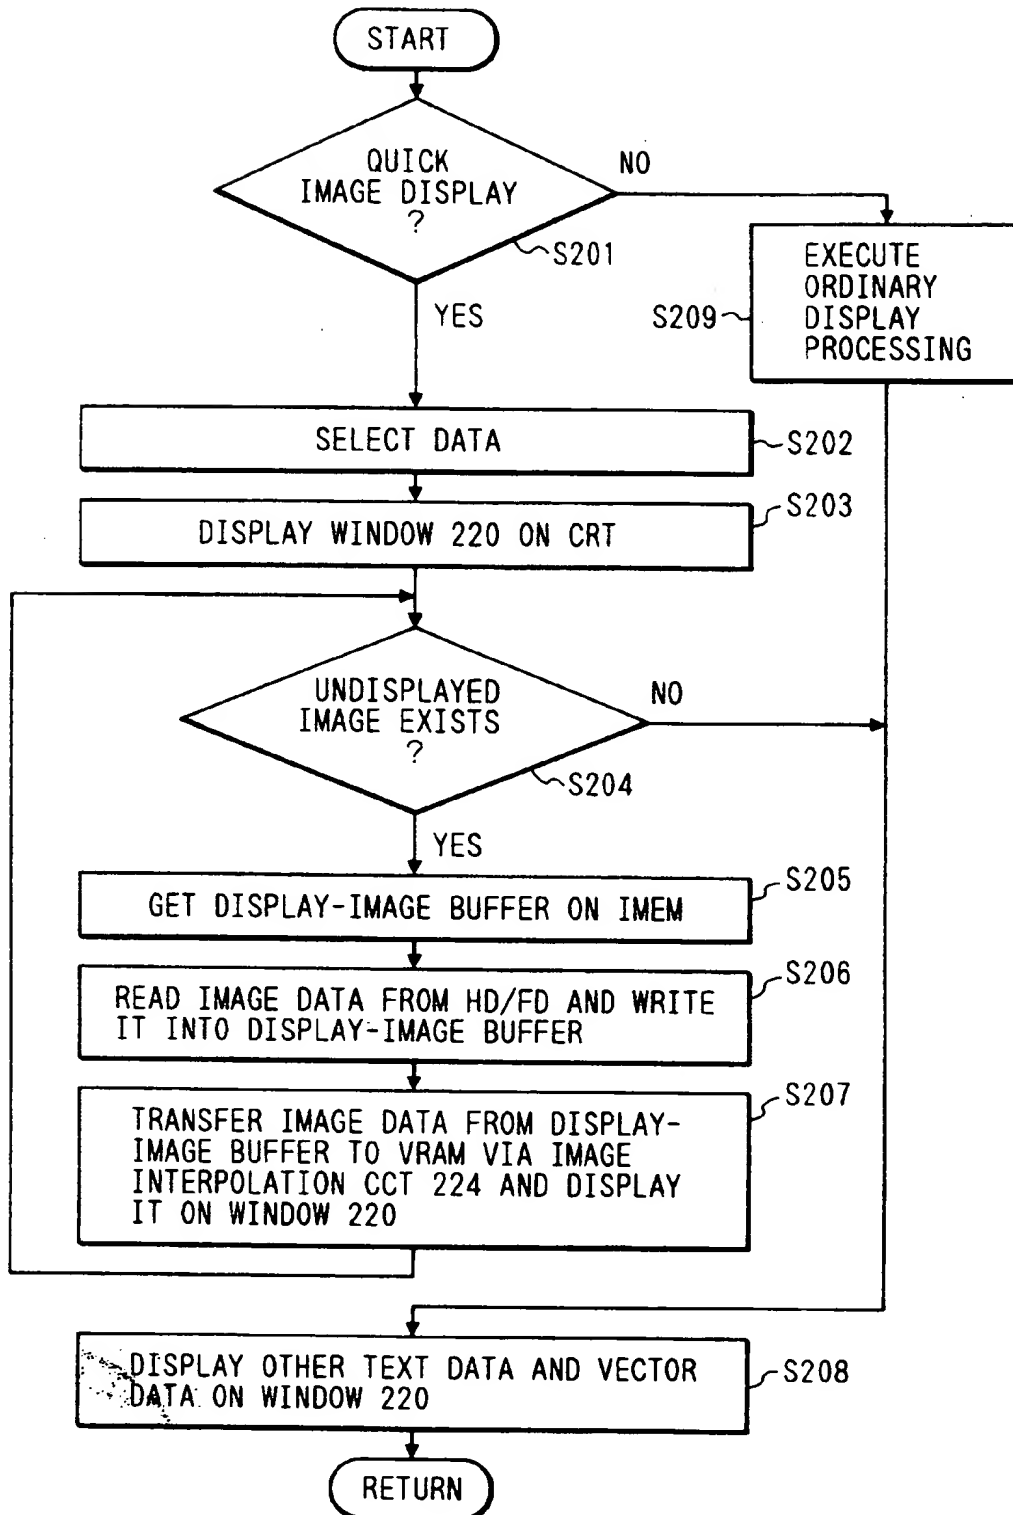 START
QUICK
IMAGE DISPLAY
?
NO
S201
YES
EXECUTE
ORDINARY
DISPLAY
PROCESSING
S209
SELECT DATA
S202
DISPLAY WINDOW 220 ON CRT
S203
UNDISPLAYED
IMAGE EXISTS
?
NO
S204
YES
GET DISPLAY-IMAGE BUFFER ON IMEM
S205
READ IMAGE DATA FROM HD/FD AND WRITE
IT INTO DISPLAY-IMAGE BUFFER
S206
TRANSFER IMAGE DATA FROM DISPLAY-
IMAGE BUFFER TO VRAM VIA IMAGE
INTERPOLATION CCT 224 AND DISPLAY
IT ON WINDOW 220
S207
DISPLAY OTHER TEXT DATA AND VECTOR
DATA ON WINDOW 220
S208
RETURN